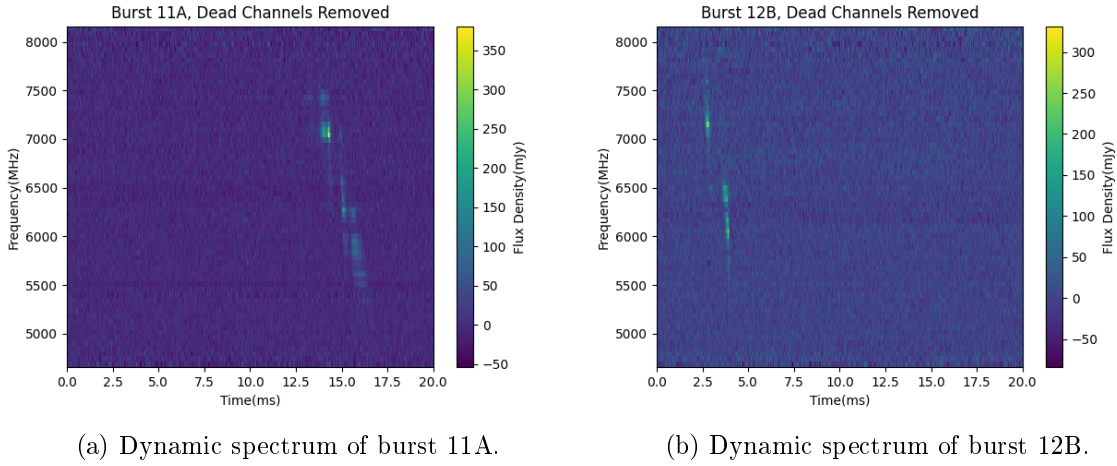 Burst 11A, Dead Channels Removed
8000
7500
7000
6500
6000
5500
5000
Frequency(MHz)
0.0 2.5 5.0 7.5 10.0 12.5 15.0 17.5 20.0
Time(ms)
350
300
250
200
150
100
50
0
−50
Flux Density(mJy)
(a) Dynamic spectrum of burst 11A.
Burst 12B, Dead Channels Removed
8000
7500
7000
6500
6000
5500
5000
Frequency(MHz)
0.0 2.5 5.0 7.5 10.0 12.5 15.0 17.5 20.0
Time(ms)
300
250
200
150
100
50
0
−50
Flux Density(mJy)
(b) Dynamic spectrum of burst 12B.